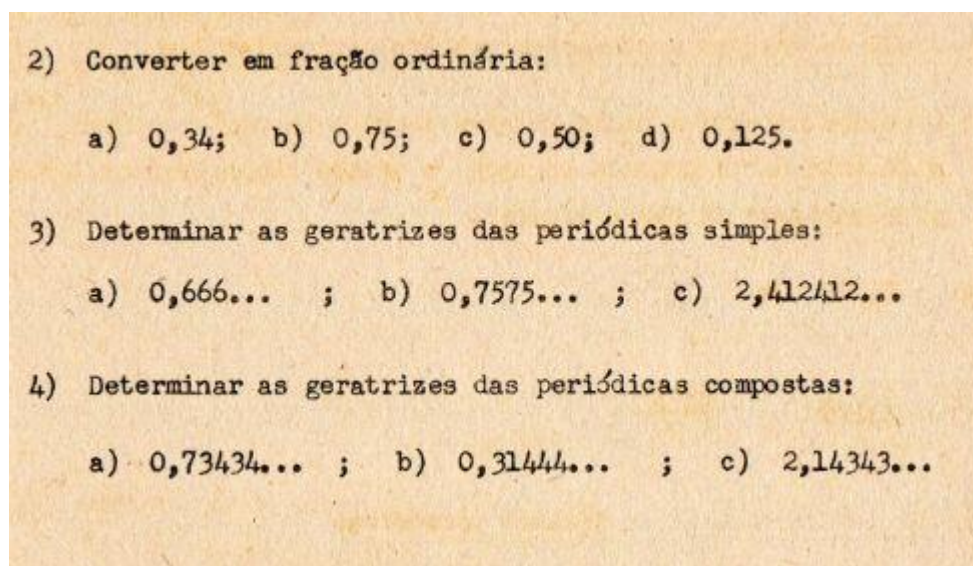 2) Converter em fração ordinária:
a) 0,34; b) 0,75; c) 0,50; d) 0,125.
3) Determinar as geratrizes das periódicas simples:
a) 0,666... ; b) 0,7575... ; c) 2,412412...
4) Determinar as geratrizes das periódicas compostas:
a) 0,73434... ; b) 0,31444... ; c) 2,14343...